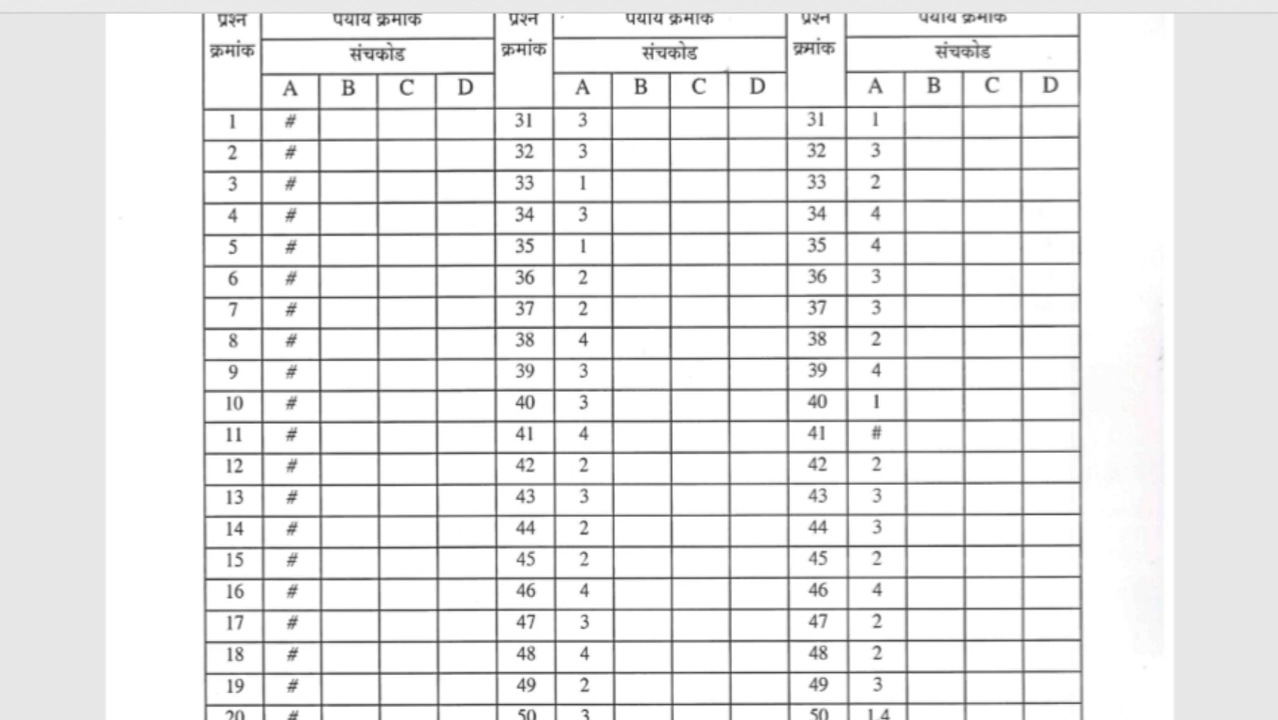 प्रश्न पर्याय क्रमांक प्रश्न पर्याय क्रमांक प्रश्न पर्याय क्रमांक
क्रमांक संचकोड क्रमांक संचकोड क्रमांक संचकोड
A B C D A B C D A B C D
1 # 31 3 31 1
2 # 32 3 32 3
3 # 33 1 33 2
4 # 34 3 34 4
5 # 35 1 35 4
6 # 36 2 36 3
7 # 37 2 37 3
8 # 38 4 38 2
9 # 39 3 39 4
10 # 40 3 40 1
11 # 41 4 41 #
12 # 42 2 42 2
13 # 43 3 43 3
14 # 44 2 44 3
15 # 45 2 45 2
16 # 46 4 46 4
17 # 47 3 47 2
18 # 48 4 48 2
19 # 49 2 49 3
20 # 50 3 50 1,4